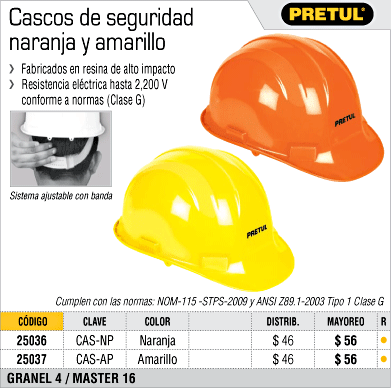 Cascos de seguridad
naranja y amarillo
PRETUL®
❯ Fabricados en resina de alto impacto
❯ Resistencia eléctrica hasta 2,200 V
conforme a normas (Clase G)
PRETUL
PRETUL
Sistema ajustable con banda
Cumplen con las normas: NOM-115 -STPS-2009 y ANSI Z89.1-2003 Tipo 1 Clase G
CÓDIGO CLAVE COLOR DISTRIB. MAYOREO R
25036 CAS-NP Naranja $ 46 $ 56 •
25037 CAS-AP Amarillo $ 46 $ 56 •
GRANEL 4 / MASTER 16